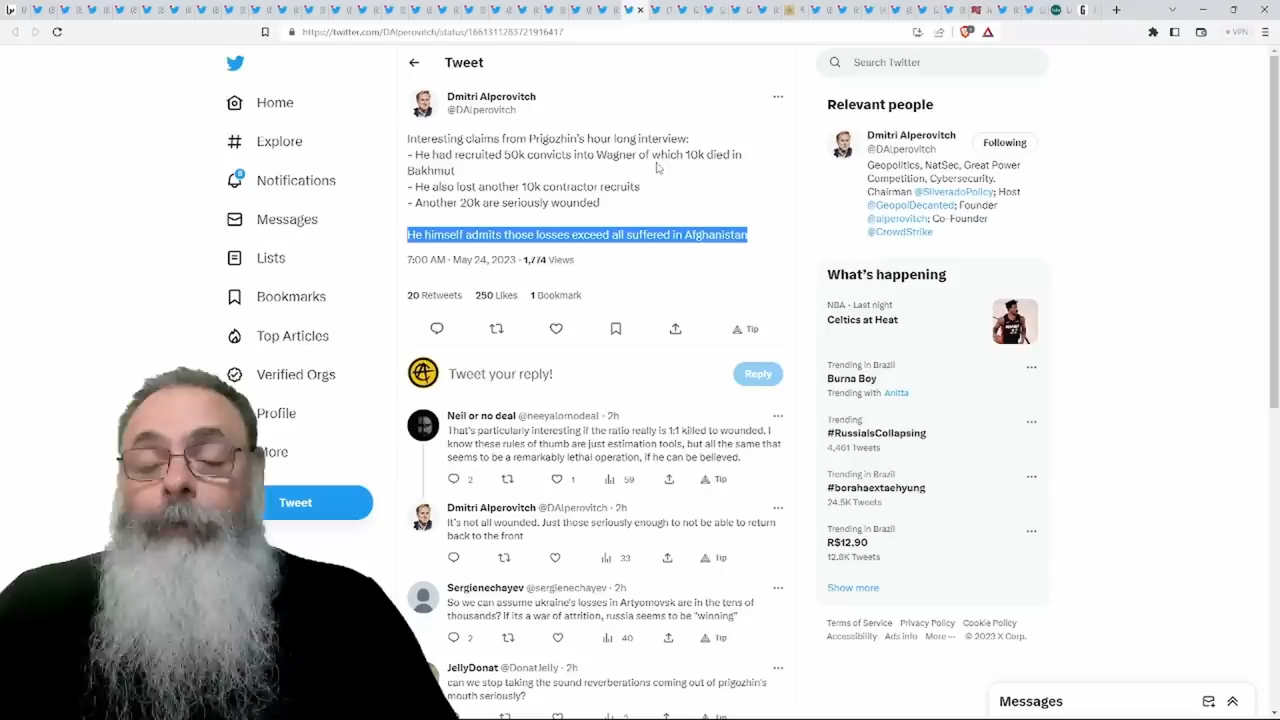 https://twitter.com/DAlperovitch/status/1661311283721916417
VPN
Home
Explore
8
Notifications
Messages
Lists
Bookmarks
Top Articles
Verified Orgs
Profile
More
Tweet
Tweet
Dmitri Alperovitch
@DAlperovitch
Interesting claims from Prigozhin's hour long interview:
- He had recruited 50k convicts into Wagner of which 10k died in
Bakhmut
- He also lost another 10k contractor recruits
- Another 20k are seriously wounded
He himself admits those losses exceed all suffered in Afghanistan
7:00 AM · May 24, 2023 · 1,774 Views
20 Retweets 250 Likes 1 Bookmark
Tip
Tweet your reply!
Reply
Neil or no deal @neeyalornodeal · 2h
That's particularly interesting if the ratio really is 1:1 killed to wounded. I
know these rules of thumb are just estimation tools, but all the same that
seems to be a remarkably lethal operation, if he can be believed.
2 1 59 Tip
Dmitri Alperovitch @DAlperovitch · 2h
It's not all wounded. Just those seriously enough to not be able to return
back to the front
33 Tip
Sergienechayev @sergienechayev · 2h
So we can assume ukraine's losses in Artyomovsk are in the tens of
thousands? If its a war of attrition, russia seems to be "winning"
2 40 Tip
JellyDonat @DonatJelly · 2h
can we stop taking the sound reverberations coming out of prigozhin's
mouth seriously?
Search Twitter
Relevant people
Dmitri Alperovitch
@DAlperovitch
Following
Geopolitics, NatSec, Great Power
Competition, Cybersecurity.
Chairman @SilveradoPolicy; Host
@GeopolDecanted; Founder
@alperovitch; Co-Founder
@CrowdStrike
What's happening
NBA · Last night
Celtics at Heat
Trending in Brazil
Burna Boy
Trending with Anitta
Trending
#RussiaIsCollapsing
4,461 Tweets
Trending in Brazil
#borahaextaehyung
24.5K Tweets
Trending in Brazil
R$12,90
12.8K Tweets
Show more
Terms of Service Privacy Policy Cookie Policy
Accessibility Ads info More ··· © 2023 X Corp.
Messages